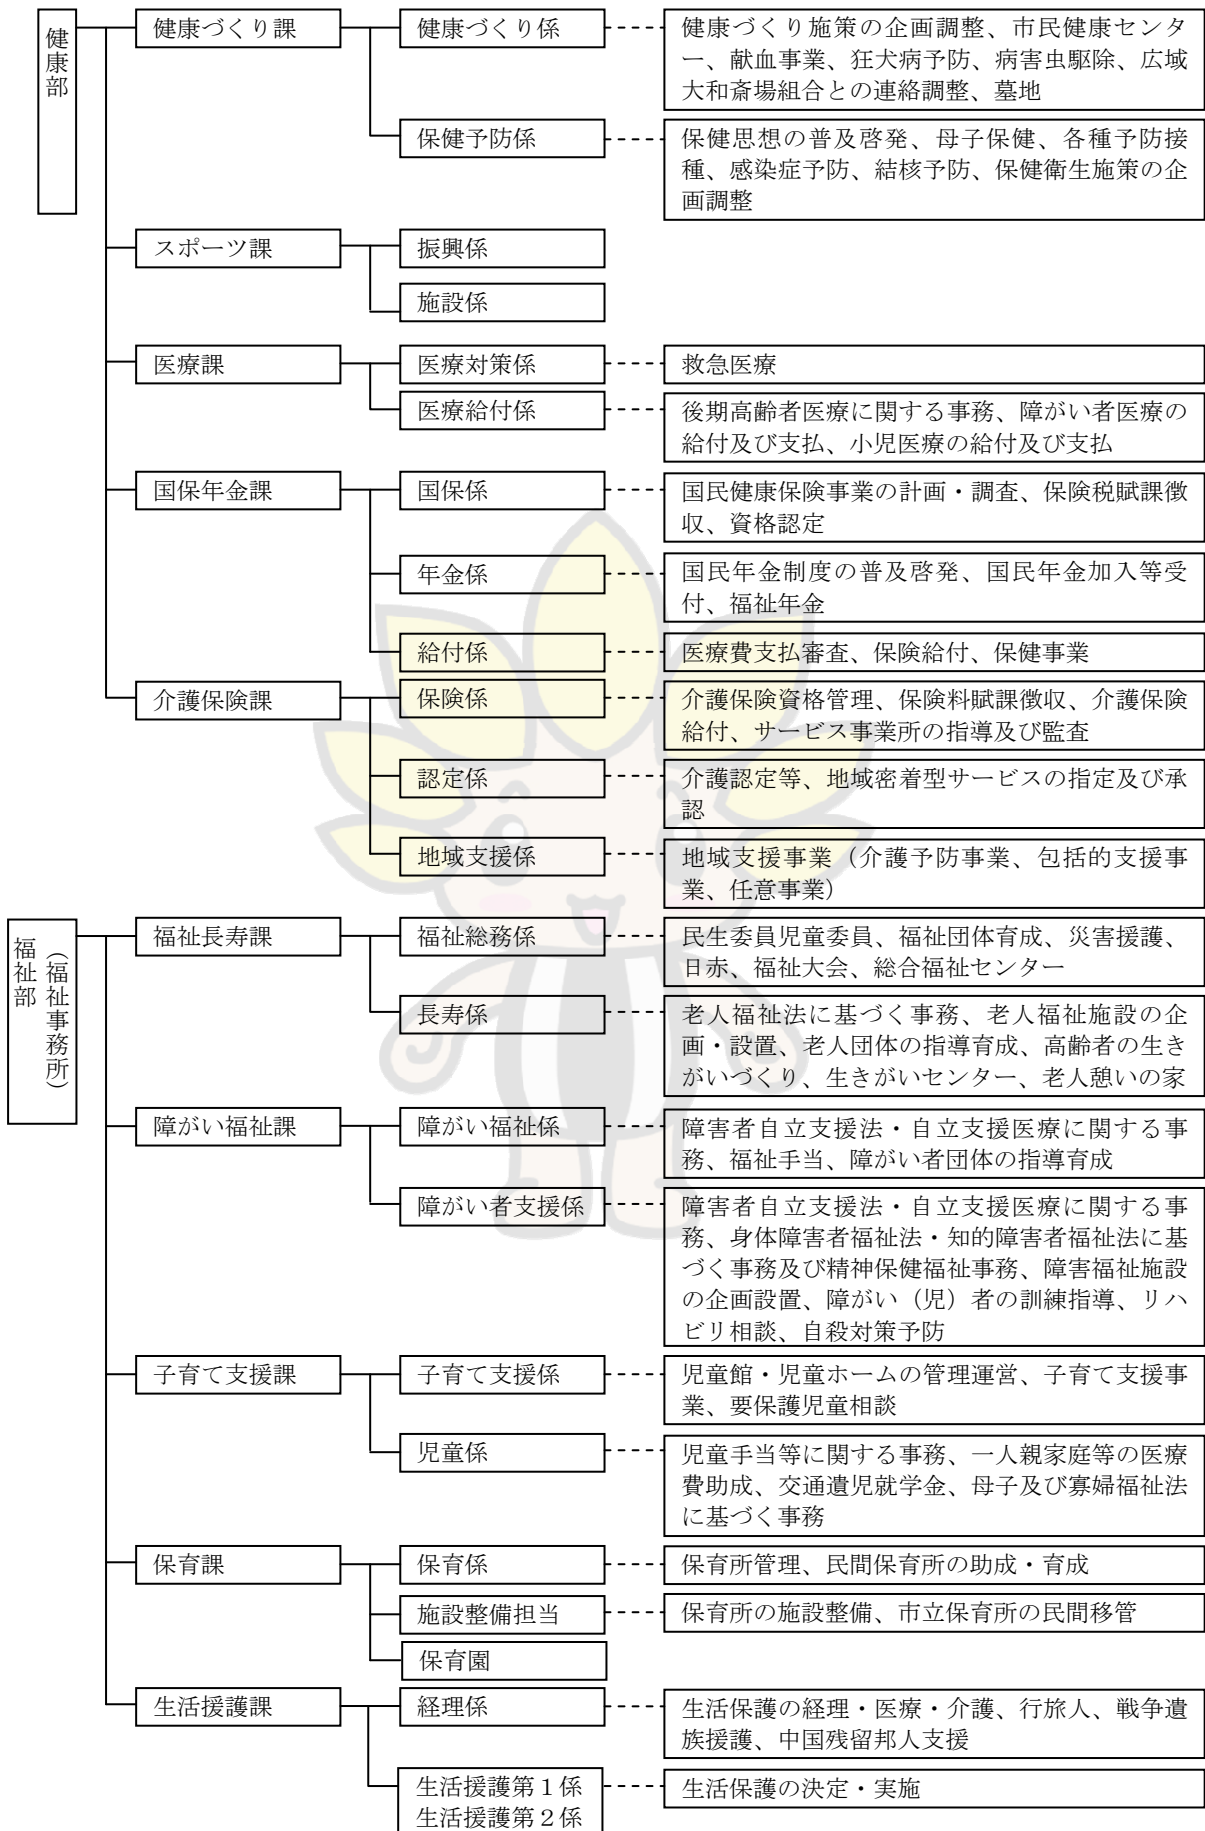 健康部
健康づくり課
健康づくり係
健康づくり施策の企画調整、市民健康センタ
ー、献血事業、狂犬病予防、病害虫駆除、広域
大和斎場組合との連絡調整、墓地
保健予防係
保健思想の普及啓発、母子保健、各種予防接
種、感染症予防、結核予防、保健衛生施策の企
画調整
スポーツ課
振興係
施設係
医療課
医療対策係
救急医療
医療給付係
後期高齢者医療に関する事務、障がい者医療の
給付及び支払、小児医療の給付及び支払
国保年金課
国保係
国民健康保険事業の計画・調査、保険税賦課徴
収、資格認定
年金係
国民年金制度の普及啓発、国民年金加入等受
付、福祉年金
給付係
医療費支払審査、保険給付、保健事業
介護保険課
保険係
介護保険資格管理、保険料賦課徴収、介護保険
給付、サービス事業所の指導及び監査
認定係
介護認定等、地域密着型サービスの指定及び承
認
地域支援係
地域支援事業（介護予防事業、包括的支援事
業、任意事業）
福祉部
（福祉事務所）
福祉長寿課
福祉総務係
民生委員児童委員、福祉団体育成、災害援護、
日赤、福祉大会、総合福祉センター
長寿係
老人福祉法に基づく事務、老人福祉施設の企
画・設置、老人団体の指導育成、高齢者の生き
がいづくり、生きがいセンター、老人憩いの家
障がい福祉課
障がい福祉係
障害者自立支援法・自立支援医療に関する事
務、福祉手当、障がい者団体の指導育成
障がい者支援係
障害者自立支援法・自立支援医療に関する事
務、身体障害者福祉法・知的障害者福祉法に基
づく事務及び精神保健福祉事務、障害福祉施設
の企画設置、障がい（児）者の訓練指導、リハ
ビリ相談、自殺対策予防
子育て支援課
子育て支援係
児童館・児童ホームの管理運営、子育て支援事
業、要保護児童相談
児童係
児童手当等に関する事務、一人親家庭等の医療
費助成、交通遺児就学金、母子及び寡婦福祉法
に基づく事務
保育課
保育係
保育所管理、民間保育所の助成・育成
施設整備担当
保育所の施設整備、市立保育所の民間移管
保育園
生活援護課
経理係
生活保護の経理・医療・介護、行旅人、戦争遺
族援護、中国残留邦人支援
生活援護第１係
生活援護第２係
生活保護の決定・実施